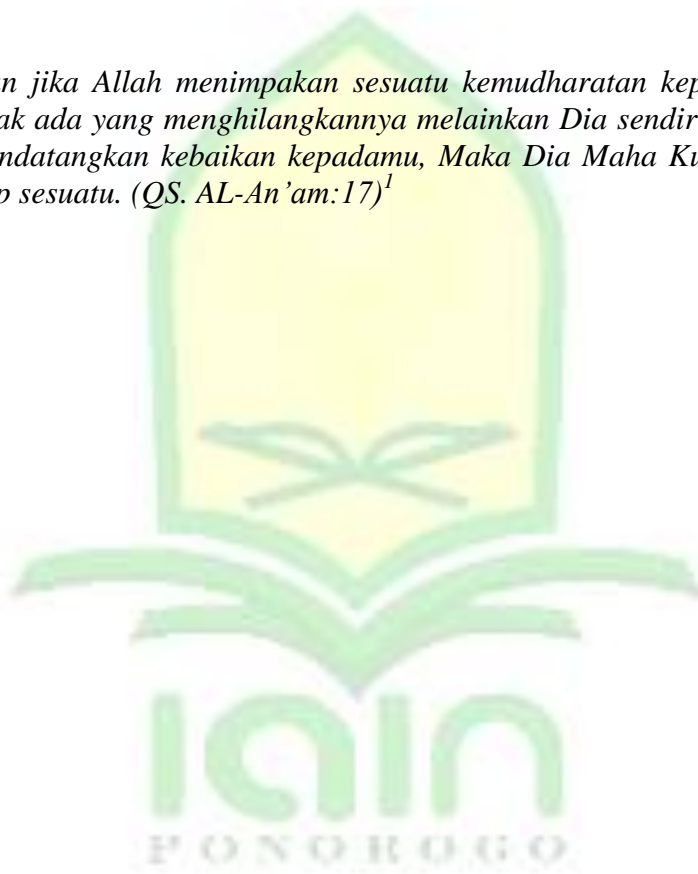 an jika Allah menimpakan sesuatu kemudharatan kep
ak ada yang menghilangkannya melainkan Dia sendir
ndatangkan kebaikan kepadamu, Maka Dia Maha Ku
p sesuatu. (QS. AL-An’am:17)1
iain
PONOROGO